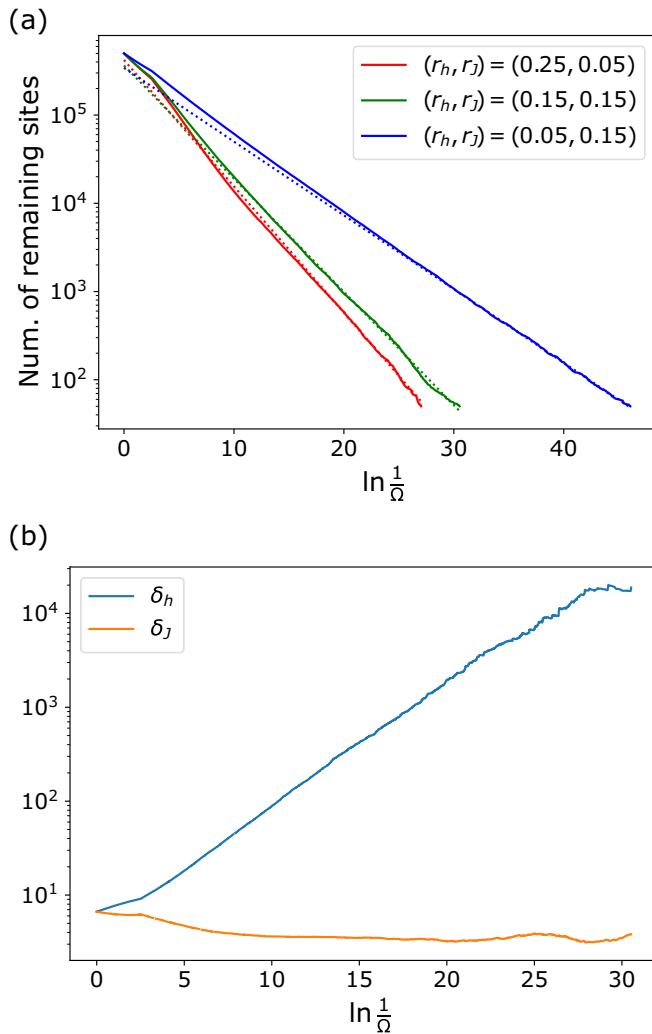 (a)
Num. of remaining sites
10^5
10^4
10^3
10^2
(r_h, r_J) = (0.25, 0.05)
(r_h, r_J) = (0.15, 0.15)
(r_h, r_J) = (0.05, 0.15)
0 10 20 30 40
ln 1/Ω
(b)
δ_h
δ_J
10^4
10^3
10^2
10^1
0 5 10 15 20 25 30
ln 1/Ω